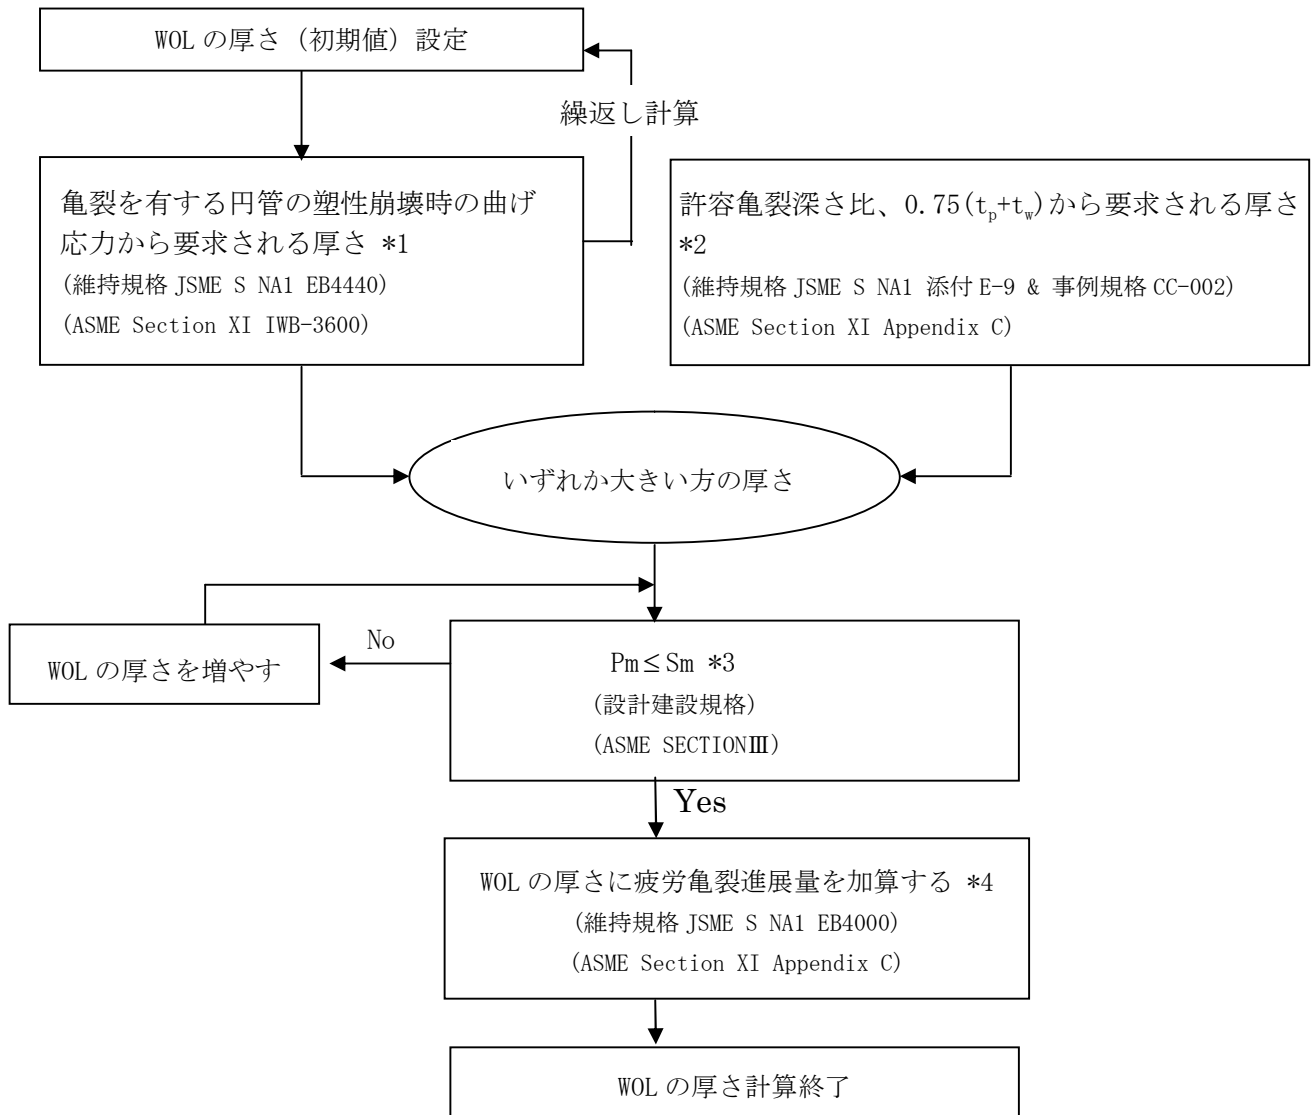 WOL の厚さ（初期値）設定
繰返し計算
亀裂を有する円管の塑性崩壊時の曲げ
応力から要求される厚さ *1
(維持規格 JSME S NA1 EB4440)
(ASME Section XI IWB-3600)
許容亀裂深さ比、0.75(tp+tw)から要求される厚さ
*2
(維持規格 JSME S NA1 添付 E-9 & 事例規格 CC-002)
(ASME Section XI Appendix C)
いずれか大きい方の厚さ
WOL の厚さを増やす
No
Pm≤Sm *3
(設計建設規格)
(ASME SECTIONⅢ)
Yes
WOL の厚さに疲労亀裂進展量を加算する *4
(維持規格 JSME S NA1 EB4000)
(ASME Section XI Appendix C)
WOL の厚さ計算終了